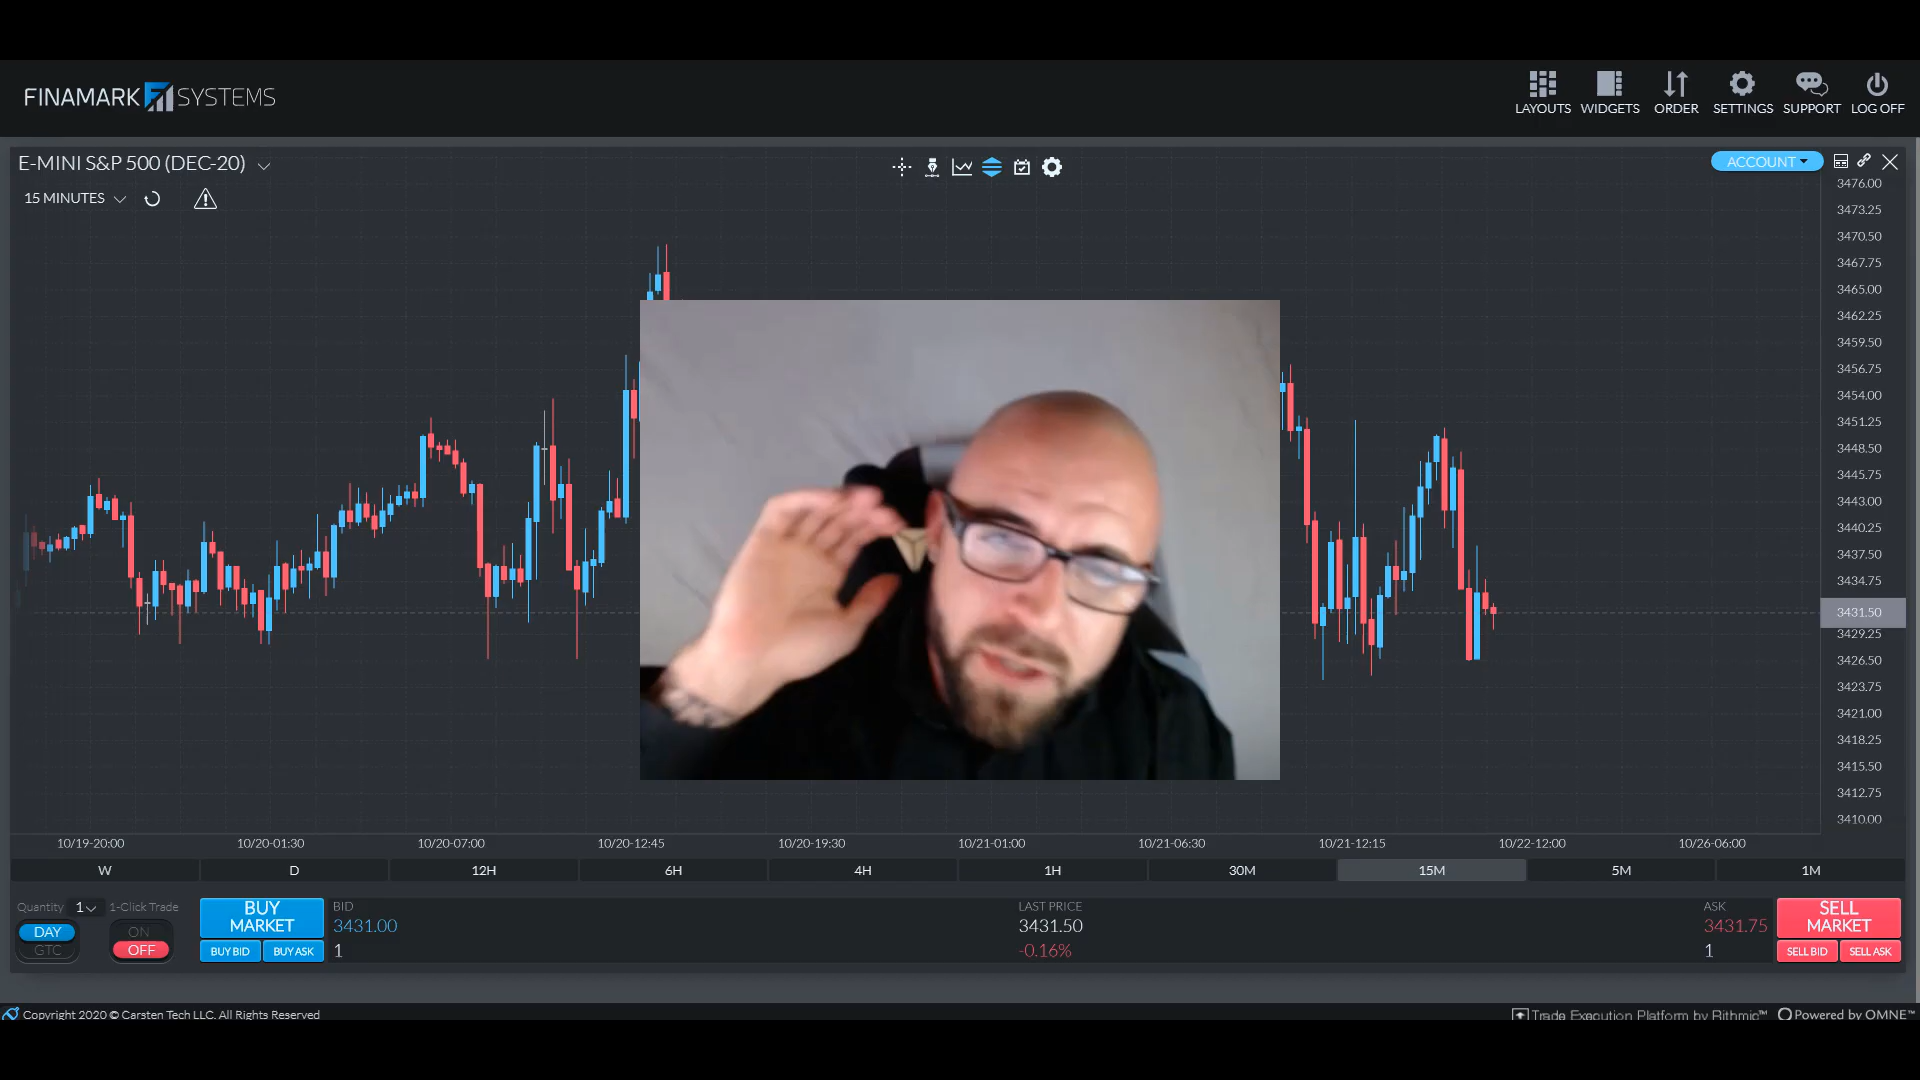 FINAMARK SYSTEMS
LAYOUTS WIDGETS ORDER SETTINGS SUPPORT LOG OFF
E-MINI S&P 500 (DEC-20)
ACCOUNT
15 MINUTES
3476.00
3473.25
3470.50
3467.75
3465.00
3462.25
3459.50
3456.75
3454.00
3451.25
3448.50
3445.75
3443.00
3440.25
3437.50
3434.75
3431.50
3429.25
3426.50
3423.75
3421.00
3418.25
3415.50
3412.75
3410.00
10/19-20:00 10/20-01:30 10/20-07:00 10/20-12:45 10/20-19:30 10/21-01:00 10/21-06:30 10/21-12:15 10/22-12:00 10/26-06:00
W D 12H 6H 4H 1H 30M 15M 5M 1M
Quantity 1 1-Click Trade
DAY
GTC
ON
OFF
BUY
MARKET
BUY BID BUY ASK
BID
3431.00
1
LAST PRICE
3431.50
-0.16%
ASK
3431.75
1
SELL
MARKET
SELL BID SELL ASK
Copyright 2020 © Carsten Tech LLC. All Rights Reserved
Trade Execution Platform by Rithmic™ Powered by OMNE™